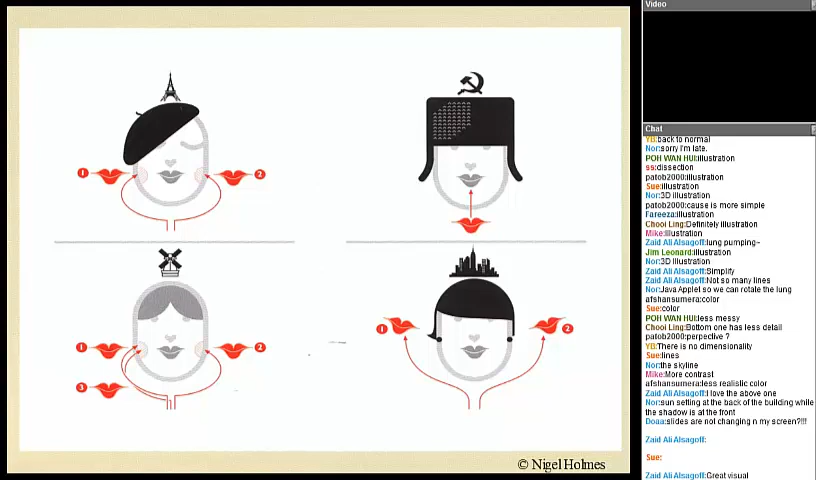 Video
Chat
YB:back to normal
Nor:sorry I'm late.
POH WAN HUI:illustration
ss:dissection
patob2000:illustration
Sue:illustration
Nor:3D illustration
patob2000:cause is more simple
Fareeza:illustration
Chooi Ling:Definitely illustration
Mike:Illustration
Zaid Ali Alsagoff:lung pumping~
Jim Leonard:illustration
Nor:3D Illustration
Zaid Ali Alsagoff:Simplify
Zaid Ali Alsagoff:Not so many lines
Nor:Java Applet so we can rotate the lung
afshansumera:color
Sue:color
POH WAN HUI:less messy
Chooi Ling:Bottom one has less detail
patob2000:perpective ?
YB:There is no dimensionality
Sue:lines
Nor:the skyline
Mike:More contrast
afshansumera:less realistic color
Zaid Ali Alsagoff:I love the above one
Nor:sun setting at the back of the building while
the shadow is at the front
Doaa:slides are not changing n my screen?!!!
Zaid Ali Alsagoff:
Sue:
Zaid Ali Alsagoff:Great visual
1
2
1
2
3
1
2
© Nigel Holmes